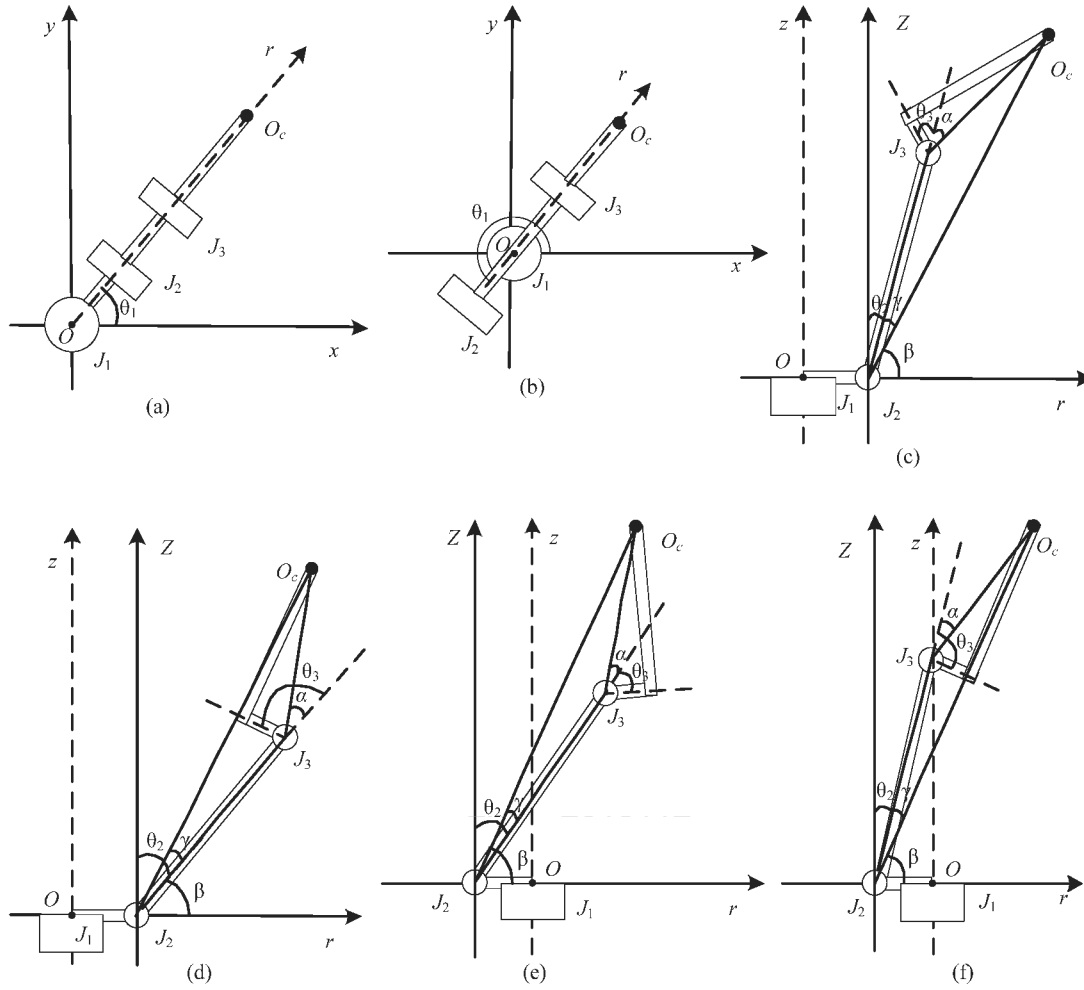 y
r
O_c
J_3
J_2
θ_1
O
J_1
x
(a)
y
r
O_c
θ_1
J_3
O
J_1
x
J_2
(b)
z
Z
O_c
θ_3
α
J_3
θ_2
γ
β
O
J_1
J_2
r
(c)
z
Z
O_c
θ_3
α
J_3
θ_2
γ
β
O
J_1
J_2
r
(d)
Z
z
O_c
α
θ_3
J_3
θ_2
γ
β
O
J_2
J_1
r
(e)
Z
z
O_c
α
θ_3
J_3
θ_2
γ
β
O
J_2
J_1
r
(f)